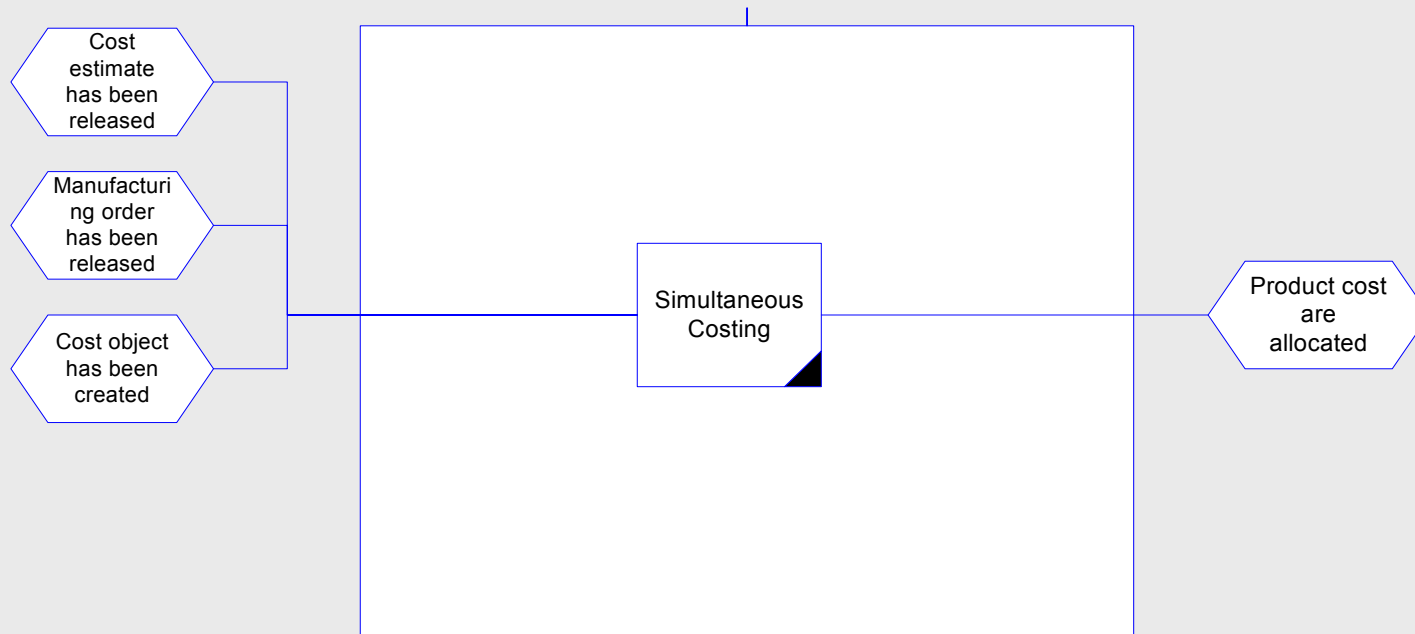 Cost
estimate
has been
released
Manufacturi
ng order
has been
released
Cost object
has been
created
Simultaneous
Costing
Product cost
are
allocated